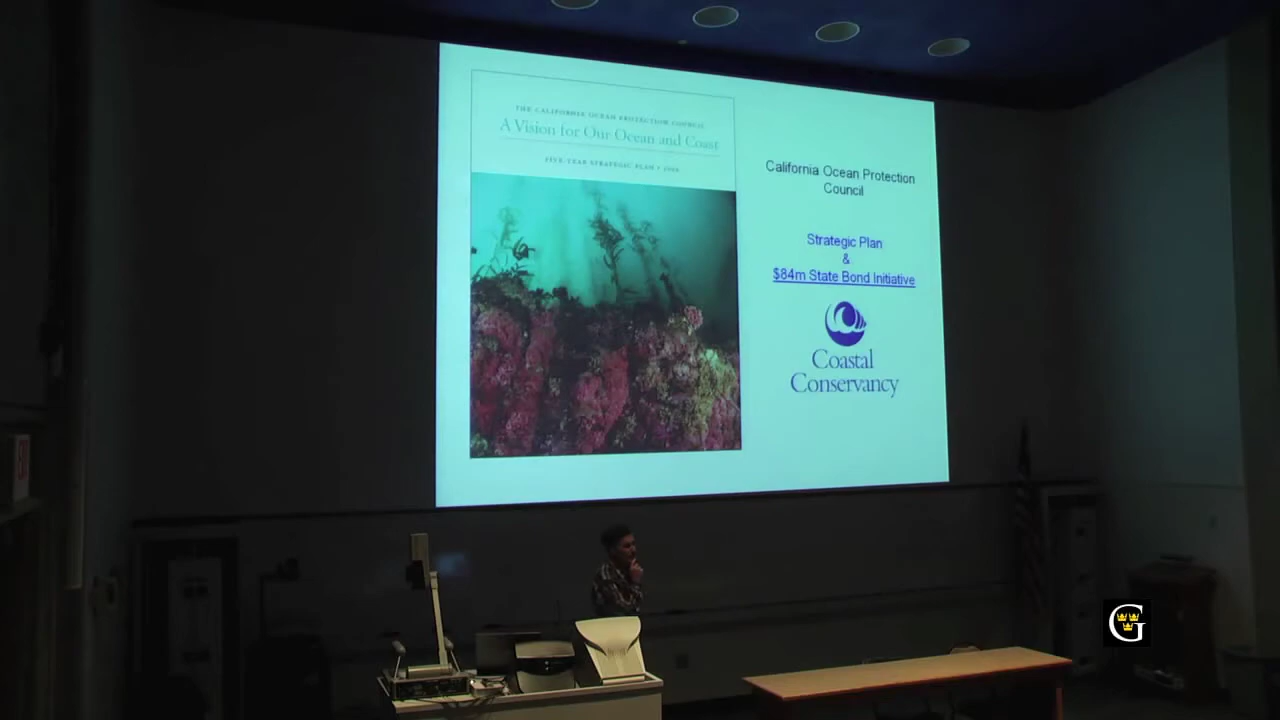 THE CALIFORNIA OCEAN PROTECTION COUNCIL
A Vision for Our Ocean and Coast
FIVE-YEAR STRATEGIC PLAN
California Ocean Protection
Council
Strategic Plan
&
$84m State Bond Initiative
Coastal
Conservancy
G